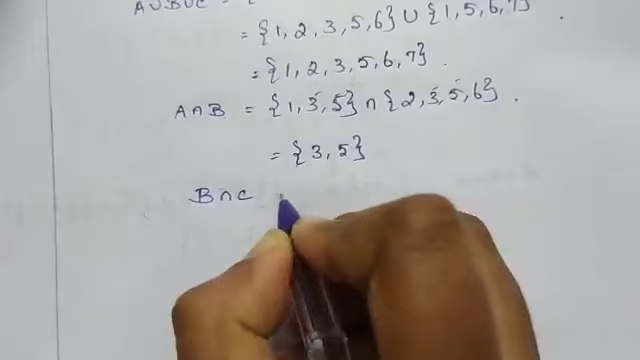 A∪B∪C = {
= {1, 2, 3, 5, 6} ∪ {1, 5, 6, 7} .
= {1, 2, 3, 5, 6, 7} .
A∩B = {1, 3, 5} ∩ {2, 3, 5, 6} .
= {3, 5}
B∩C